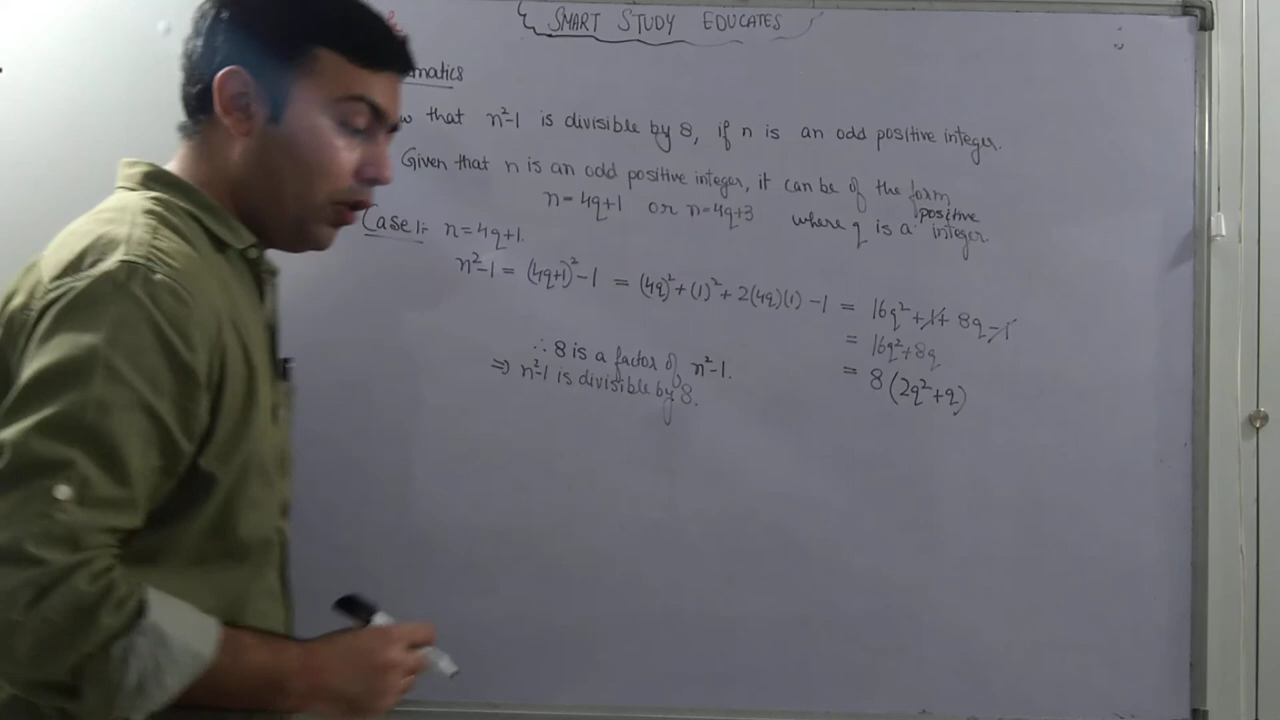 SMART STUDY EDUCATES
matics
that n²-1 is divisible by 8, if n is an odd positive integer.
Given that n is an odd positive integer, it can be of the form
n=4q+1 or n=4q+3 where q is a positive integer.
Case 1:- n=4q+1.
n²-1 = (4q+1)²-1 = (4q)²+(1)²+2(4q)(1)-1 = 16q²+1+8q-1
= 16q²+8q
∴ 8 is a factor of n²-1.
= 8(2q²+q)
⇒ n²-1 is divisible by 8.